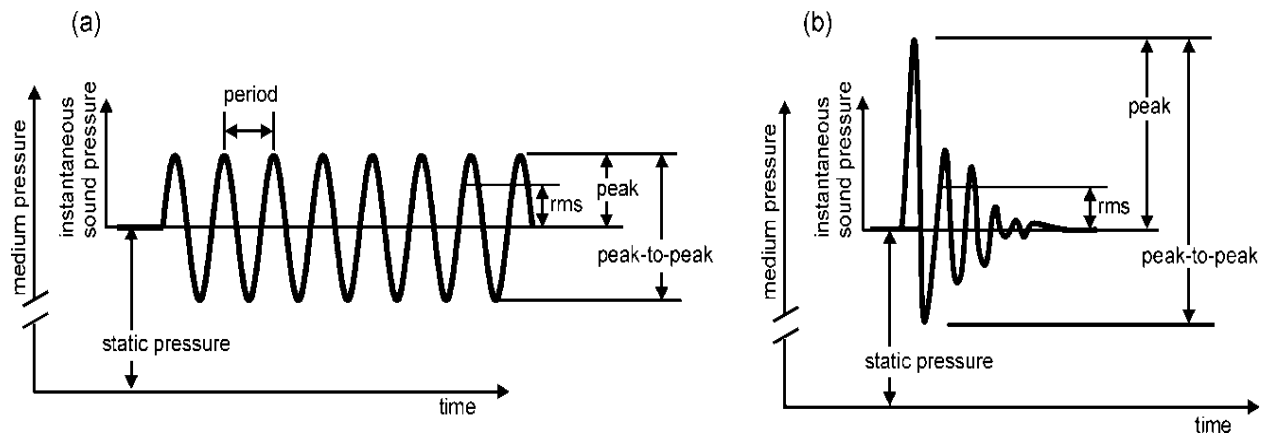 (a)
medium pressure
instantaneous
sound pressure
period
peak
rms
peak-to-peak
static pressure
time
(b)
medium pressure
instantaneous
sound pressure
peak
rms
peak-to-peak
static pressure
time